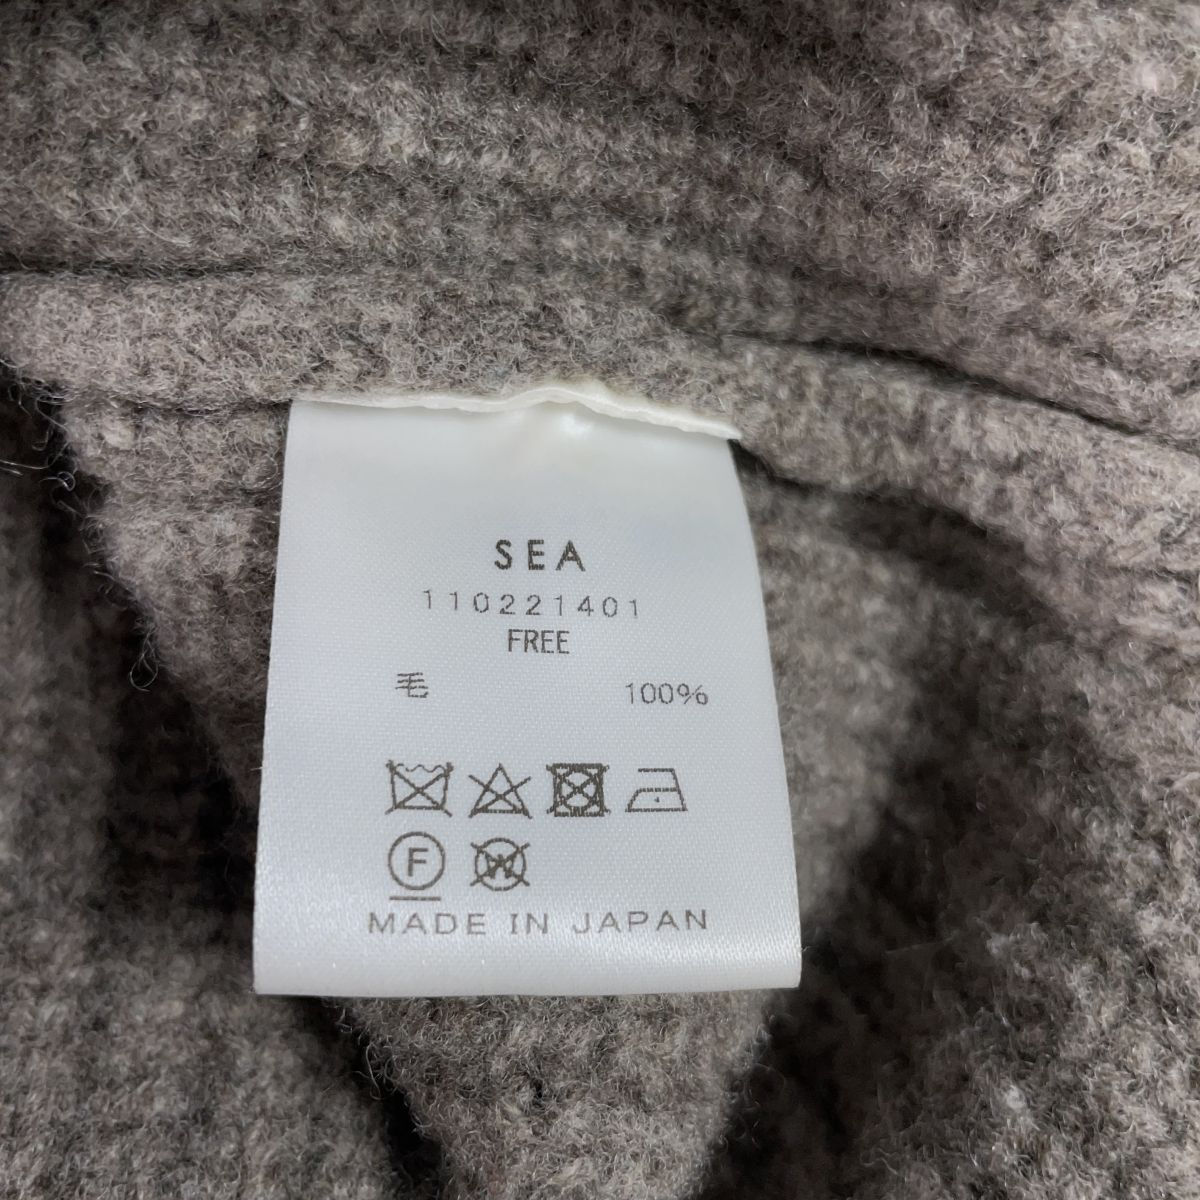 SEA
110221401
FREE
毛 100%
F W
MADE IN JAPAN